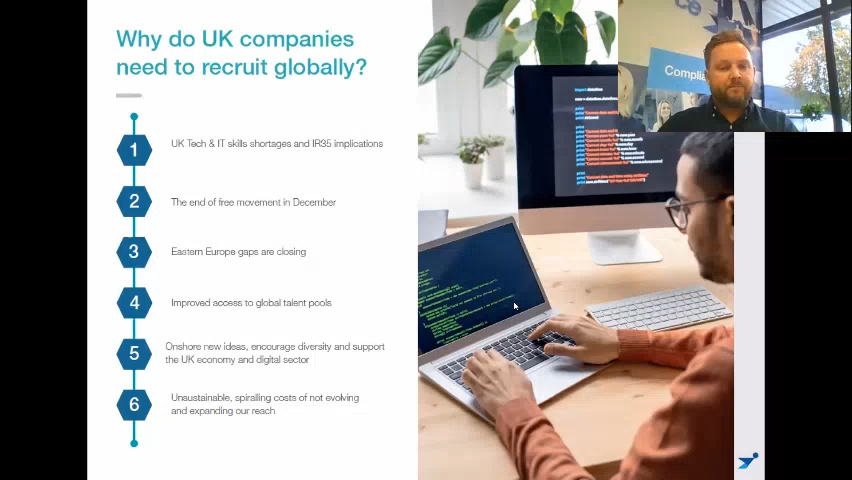 Why do UK companies
need to recruit globally?
1
UK Tech & IT skills shortages and IR35 implications
2
The end of free movement in December
3
Eastern Europe gaps are closing
4
Improved access to global talent pools
5
Onshore new ideas, encourage diversity and support
the UK economy and digital sector
6
Unsustainable, spiralling costs of not evolving
and expanding our reach